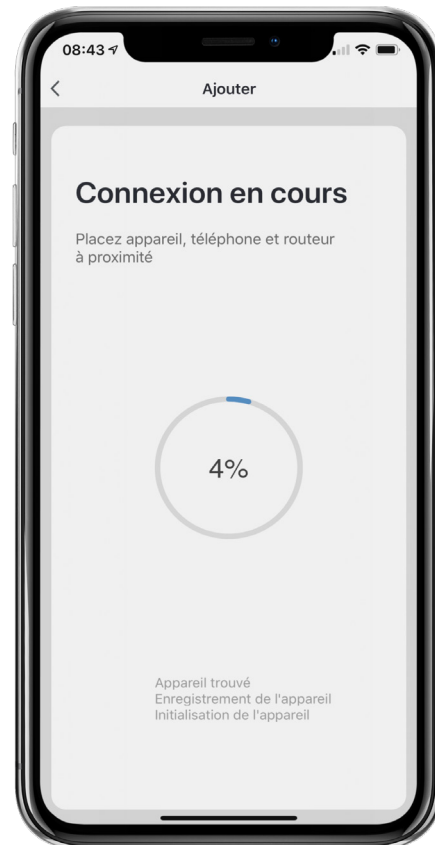 08:43
Ajouter
Connexion en cours
Placez appareil, téléphone et routeur
à proximité
4%
Appareil trouvé
Enregistrement de l'appareil
Initialisation de l'appareil